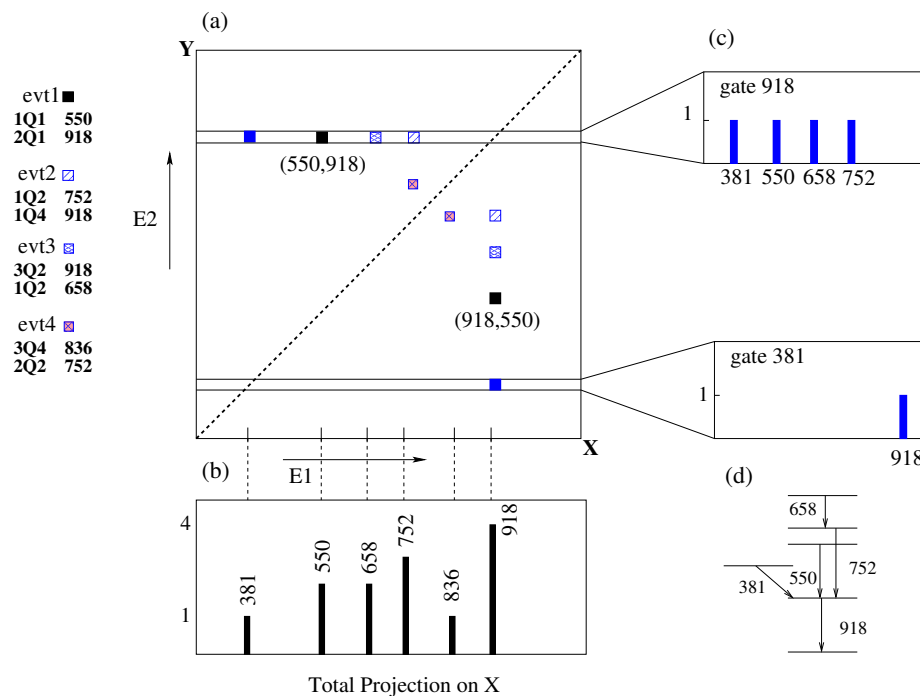 (a)
Y
evt1
1Q1 550
2Q1 918
evt2
1Q2 752
1Q4 918
evt3
3Q2 918
1Q2 658
evt4
3Q4 836
2Q2 752
E2
(550,918)
(918,550)
X
E1
(c)
gate 918
1
381 550 658 752
gate 381
1
918
(b)
4
1
381
550
658
752
836
918
Total Projection on X
(d)
658
752
550
381
918